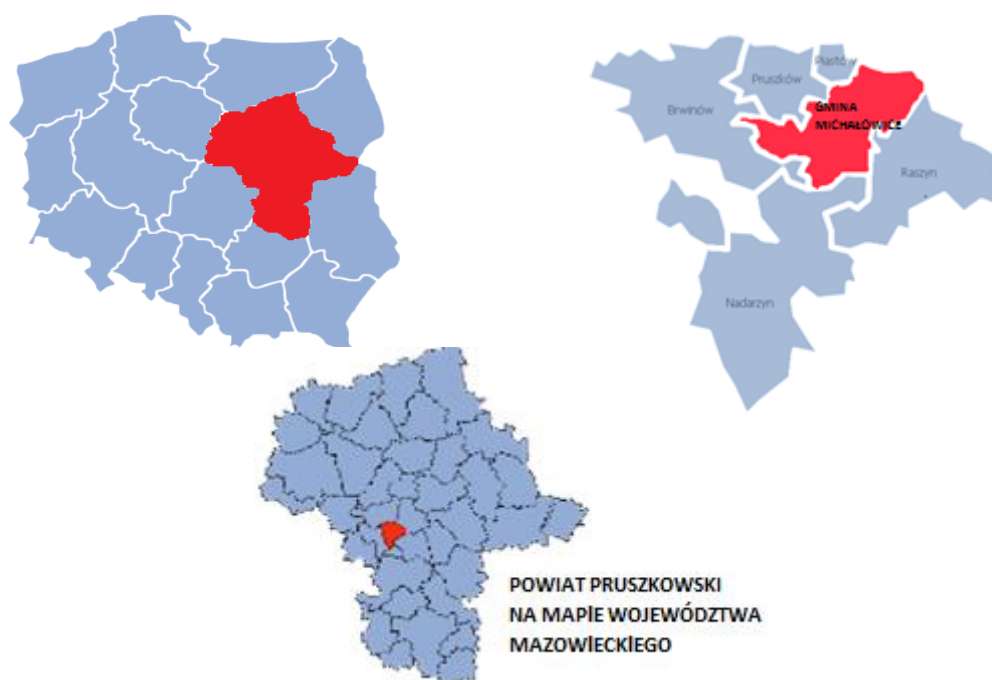 Piastów
Pruszków
Brwinów
GMINA
MICHAŁOWICE
Raszyn
Nadarzyn
POWIAT PRUSZKOWSKI
NA MAPIE WOJEWÓDZTWA
MAZOWIECKIEGO